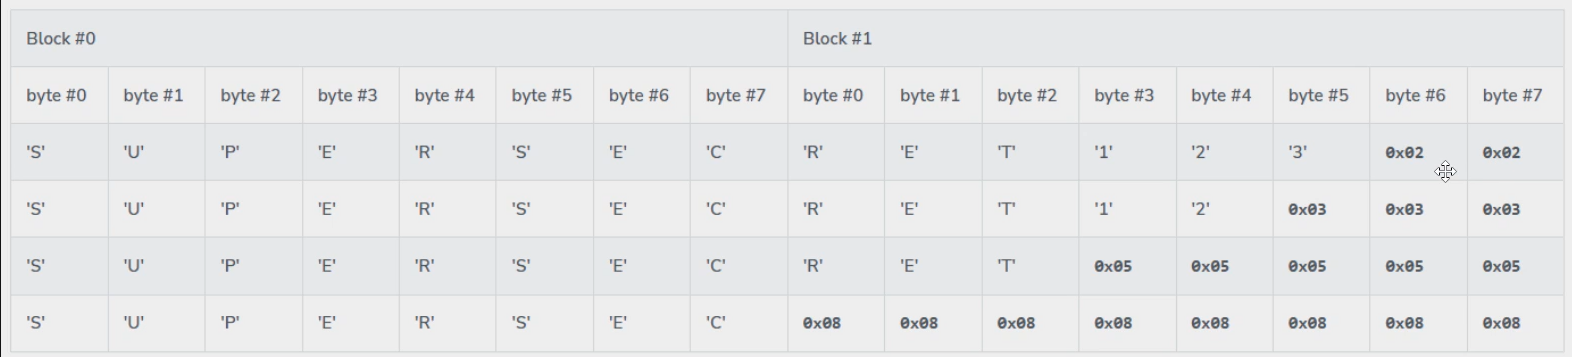 Block #0 Block #1
byte #0 byte #1 byte #2 byte #3 byte #4 byte #5 byte #6 byte #7 byte #0 byte #1 byte #2 byte #3 byte #4 byte #5 byte #6 byte #7
'S' 'U' 'P' 'E' 'R' 'S' 'E' 'C' 'R' 'E' 'T' '1' '2' '3' 0x02 0x02
'S' 'U' 'P' 'E' 'R' 'S' 'E' 'C' 'R' 'E' 'T' '1' '2' 0x03 0x03 0x03
'S' 'U' 'P' 'E' 'R' 'S' 'E' 'C' 'R' 'E' 'T' 0x05 0x05 0x05 0x05 0x05
'S' 'U' 'P' 'E' 'R' 'S' 'E' 'C' 0x08 0x08 0x08 0x08 0x08 0x08 0x08 0x08